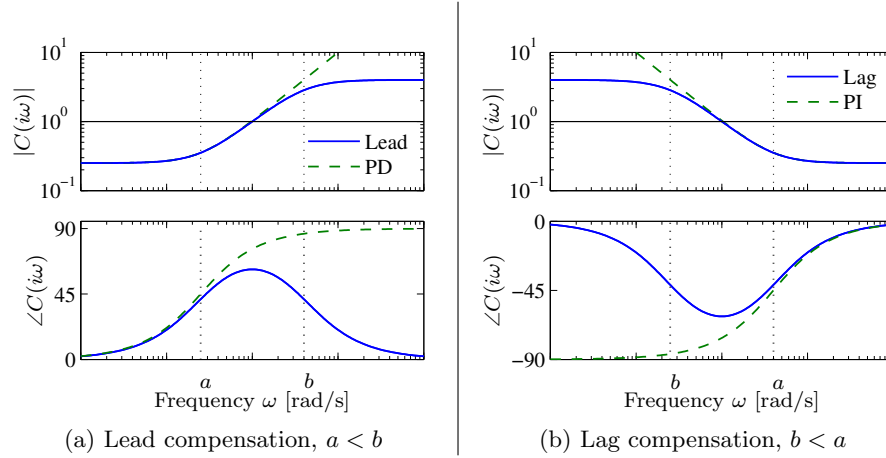 10^1
10^0
10^{-1}
|C(iω)|
Lead
PD
90
45
0
∠C(iω)
a
b
Frequency ω [rad/s]
(a) Lead compensation, a < b
10^1
10^0
10^{-1}
|C(iω)|
Lag
PI
0
−45
−90
∠C(iω)
b
a
Frequency ω [rad/s]
(b) Lag compensation, b < a